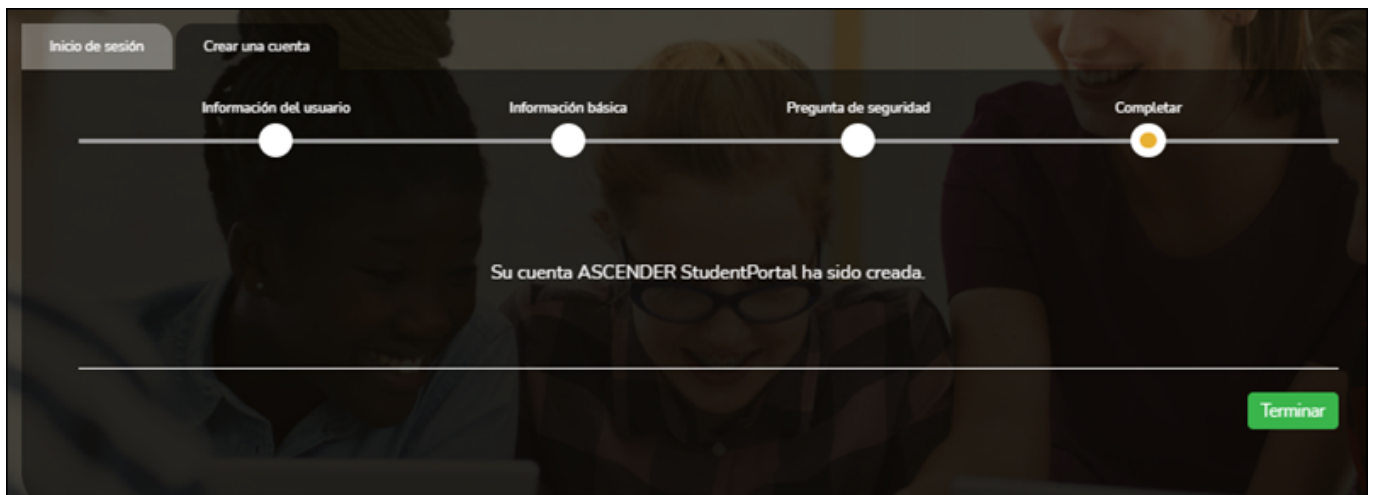 Inicio de sesión
Crear una cuenta
Información del usuario
Información básica
Pregunta de seguridad
Completar
Su cuenta ASCENDER StudentPortal ha sido creada.
Terminar